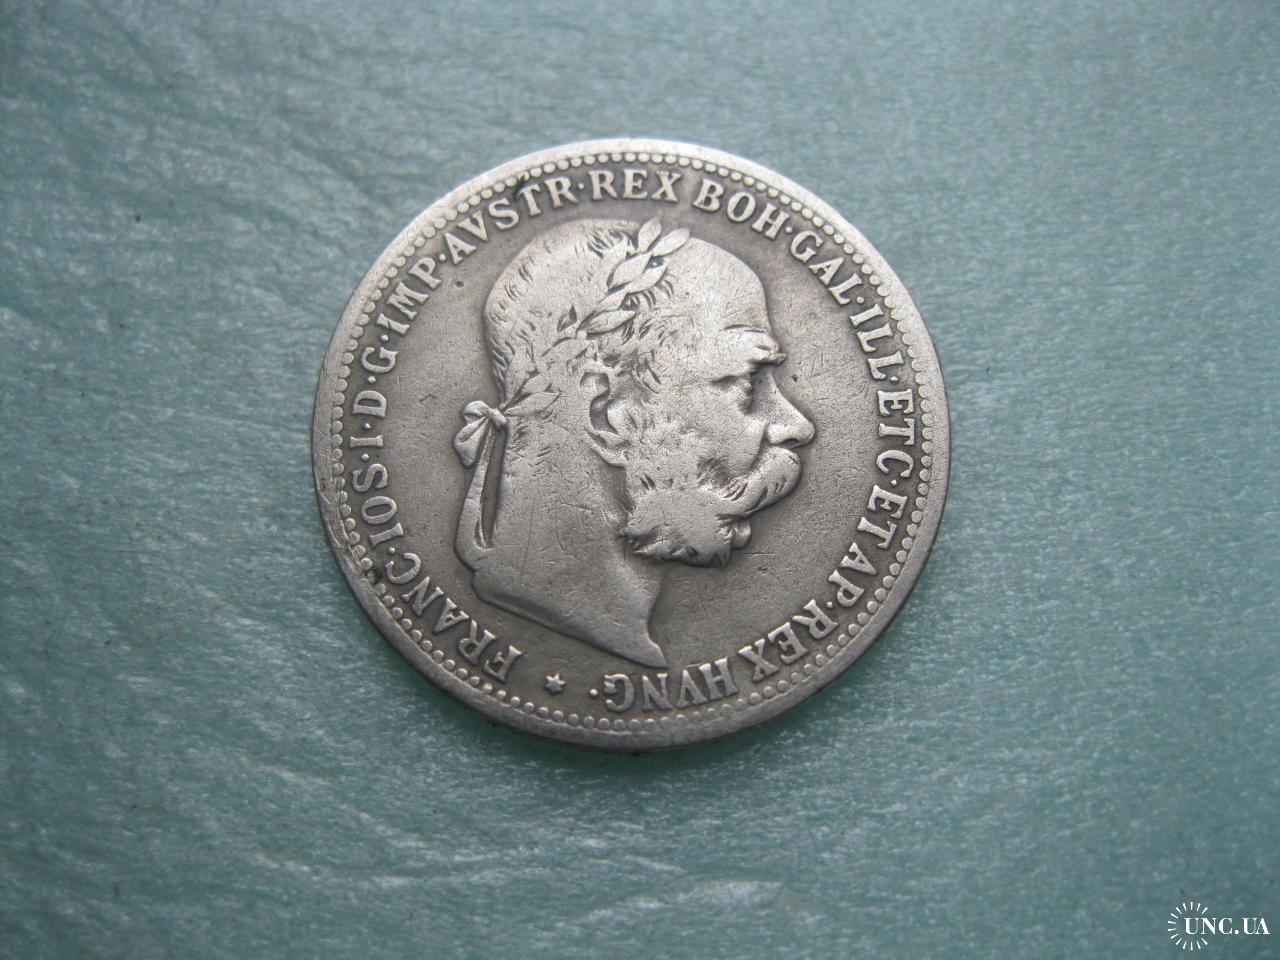 FRANC·IOS·I·D·G·IMP·AVSTR·REX BOH·GAL·ILL·ETC·ET AP·REX HVNG·
UNC.UA